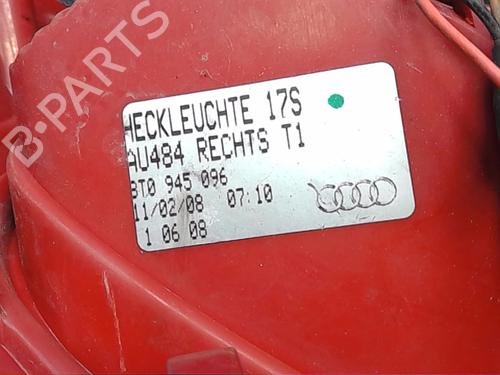 B-PARTS
HECKLEUCHTE 17S
AU484 RECHTS T1
8T0 945 096
11/02/08 07:10
1 06 08